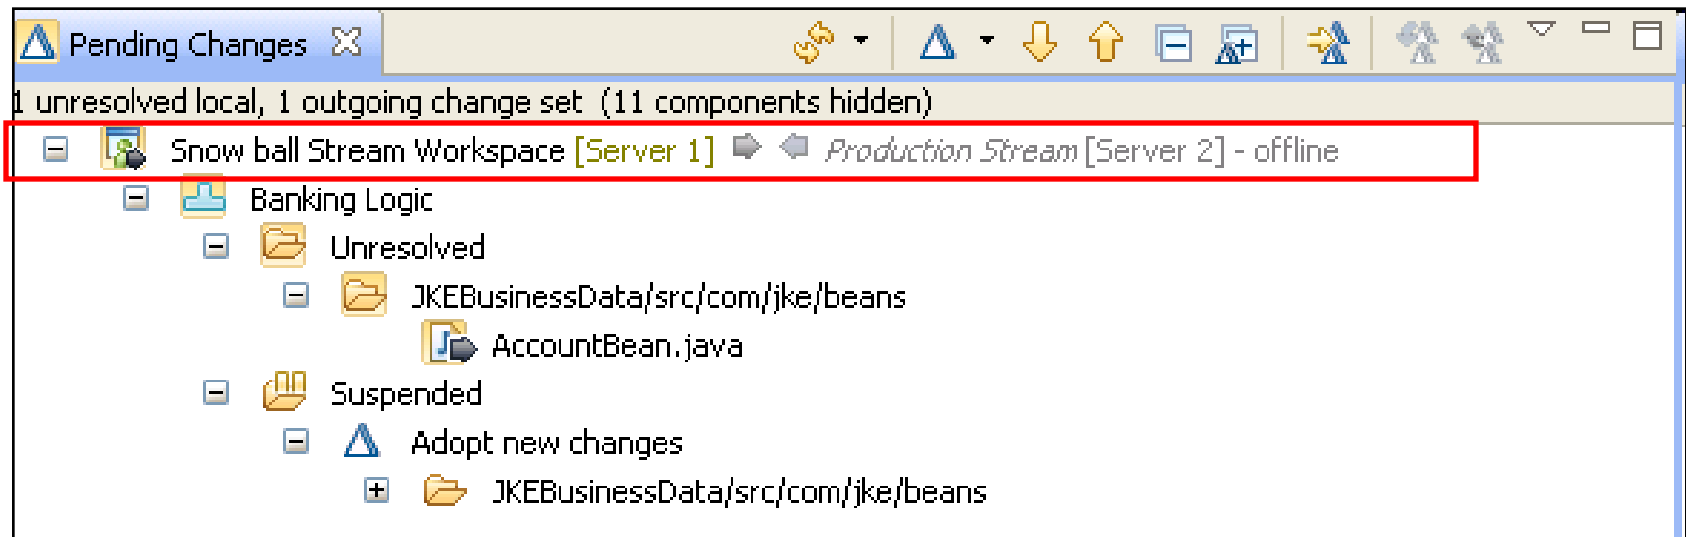 Pending Changes
1 unresolved local, 1 outgoing change set (11 components hidden)
Snow ball Stream Workspace [Server 1] Production Stream [Server 2] - offline
Banking Logic
Unresolved
JKEBusinessData/src/com/jke/beans
AccountBean.java
Suspended
Adopt new changes
JKEBusinessData/src/com/jke/beans